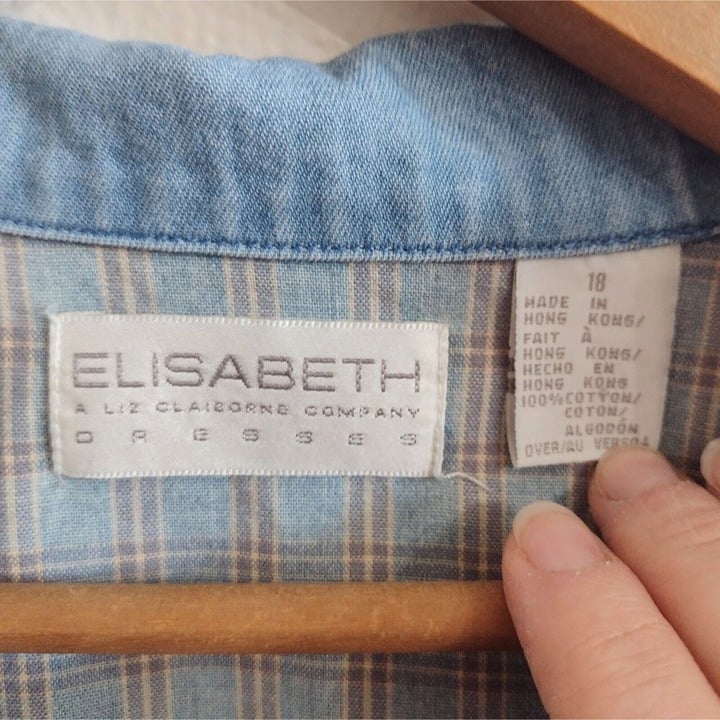 ELISABETH
A LIZ CLAIBORNE COMPANY
DRESSES
18
MADE IN
HONG KONG/
FAIT À
HONG KONG/
HECHO EN
HONG KONG
100% COTTON/
COTON/
ALGODÓN
OVER/AU VERSO